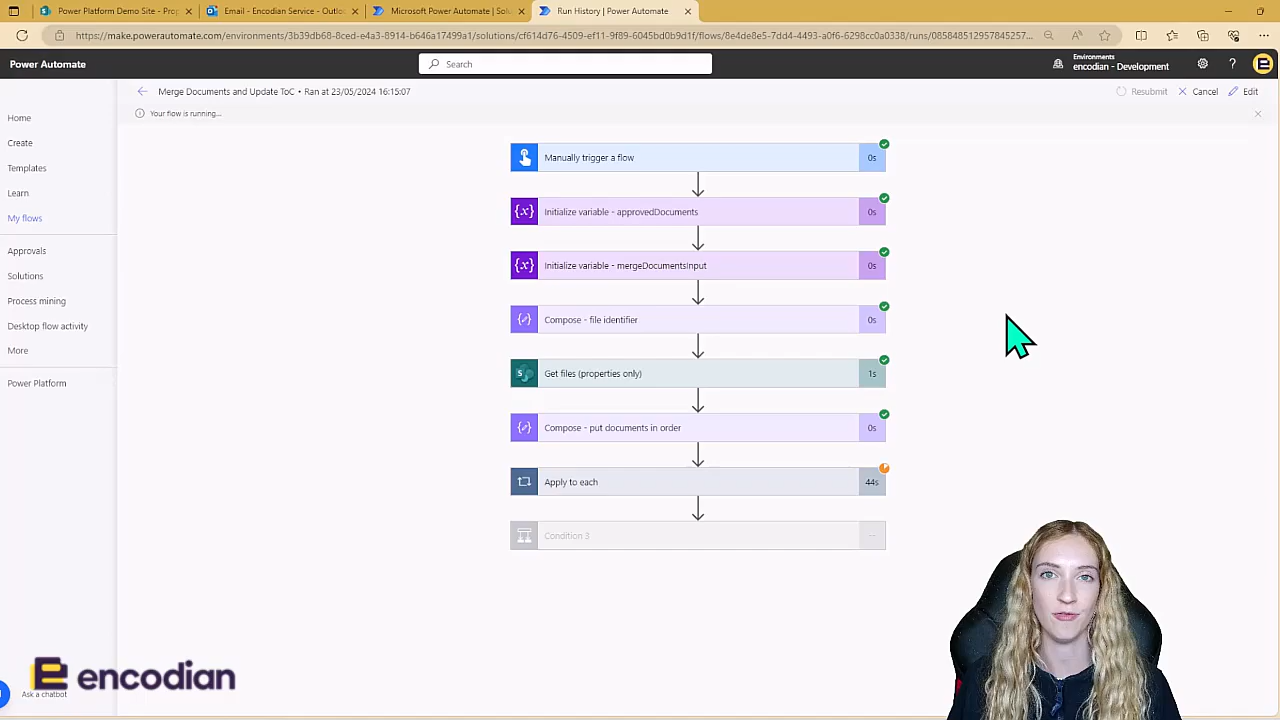 Power Platform Demo Site - Prop
Email - Encodian Service - Outlo
Microsoft Power Automate | Solu
Run History | Power Automate
https://make.powerautomate.com/environments/3b39db68-8ced-e4a3-8914-b646a17499a1/solutions/cf614d76-4509-ef11-9f89-6045bd0b9d1f/flows/8e4de8e5-7dd4-4493-a0f6-6298c0ca0338/runs/085848512957845257...
Power Automate
Search
Environments
encodian - Development
Merge Documents and Update ToC • Ran at 23/05/2024 16:15:07
Resubmit
Cancel
Edit
Your flow is running...
Home
Create
Templates
Learn
My flows
Approvals
Solutions
Process mining
Desktop flow activity
More
Power Platform
Manually trigger a flow
0s
Initialize variable - approvedDocuments
0s
Initialize variable - mergeDocumentsInput
0s
Compose - file identifier
0s
Get files (properties only)
1s
Compose - put documents in order
0s
Apply to each
44s
Condition 3
--
encodian
Ask a chatbot